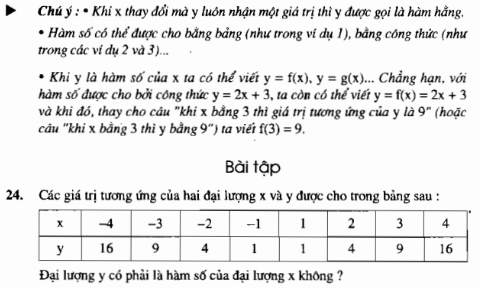 ► Chú ý : • Khi x thay đổi mà y luôn nhận một giá trị thì y được gọi là hàm hằng.
• Hàm số có thể được cho bằng bảng (như trong ví dụ 1), bằng công thức (như
trong các ví dụ 2 và 3)...
• Khi y là hàm số của x ta có thể viết y = f(x), y = g(x)... Chẳng hạn, với
hàm số được cho bởi công thức y = 2x + 3, ta còn có thể viết y = f(x) = 2x + 3
và khi đó, thay cho câu "khi x bằng 3 thì giá trị tương ứng của y là 9" (hoặc
câu "khi x bằng 3 thì y bằng 9") ta viết f(3) = 9.
Bài tập
24. Các giá trị tương ứng của hai đại lượng x và y được cho trong bảng sau :
x –4 –3 –2 –1 1 2 3 4
y 16 9 4 1 1 4 9 16
Đại lượng y có phải là hàm số của đại lượng x không ?